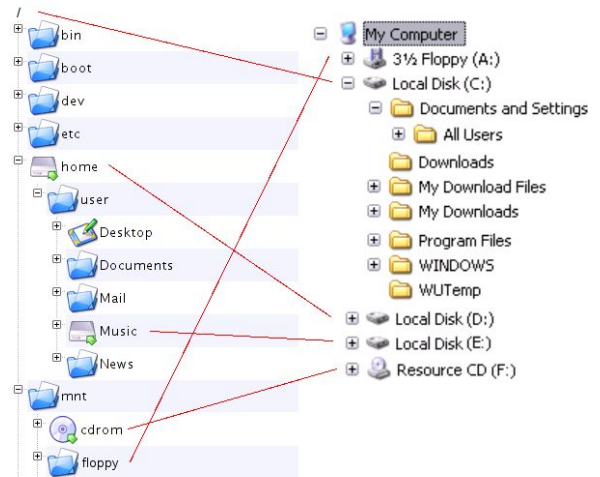 /
bin
boot
dev
etc
home
user
Desktop
Documents
Mail
Music
News
mnt
cdrom
floppy
My Computer
3½ Floppy (A:)
Local Disk (C:)
Documents and Settings
All Users
Downloads
My Download Files
My Downloads
Program Files
WINDOWS
WUTemp
Local Disk (D:)
Local Disk (E:)
Resource CD (F:)